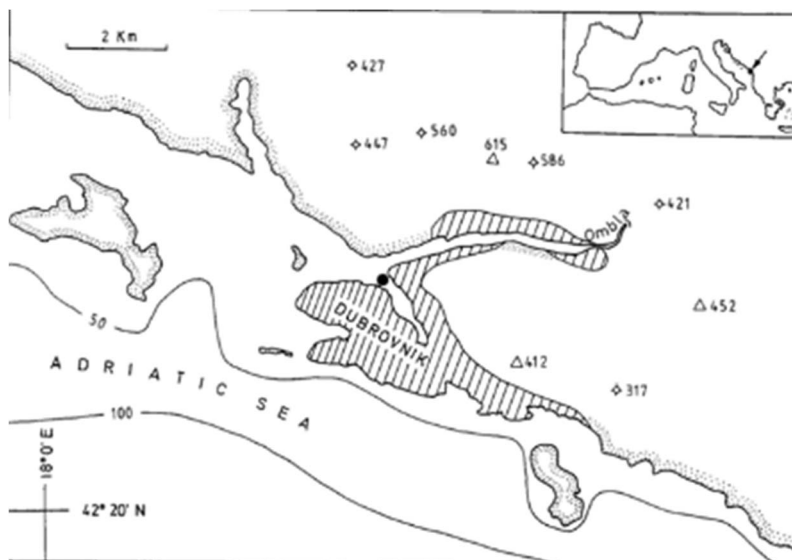 2 Km
427
447
560
615
586
421
Ombla
452
50
DUBROVNIK
412
317
ADRIATIC SEA
100
18°0'E
42° 20' N